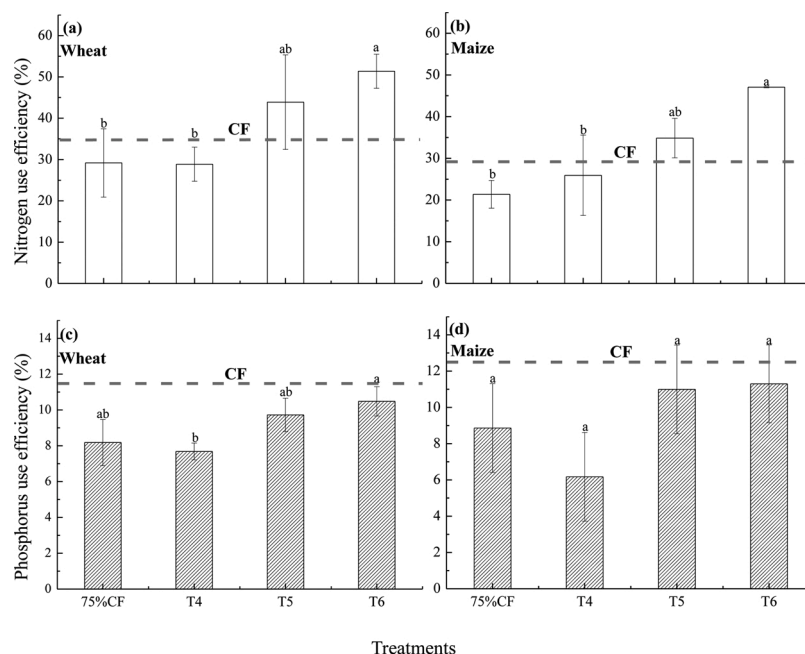 (a)
Wheat
60
50
40
30
20
10
0
Nitrogen use efficiency (%)
b
b
ab
a
CF
(b)
Maize
60
50
40
30
20
10
0
b
b
ab
a
CF
(c)
Wheat
14
12
10
8
6
4
2
0
Phosphorus use efficiency (%)
ab
b
ab
a
CF
75%CF T4 T5 T6
(d)
Maize
14
12
10
8
6
4
2
0
a
a
a
a
CF
75%CF T4 T5 T6
Treatments